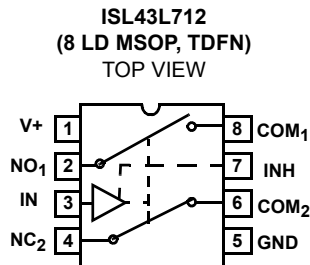 ISL43L712
(8 LD MSOP, TDFN)
TOP VIEW
V+ 1 8 COM1
NO1 2 7 INH
IN 3 6 COM2
NC2 4 5 GND